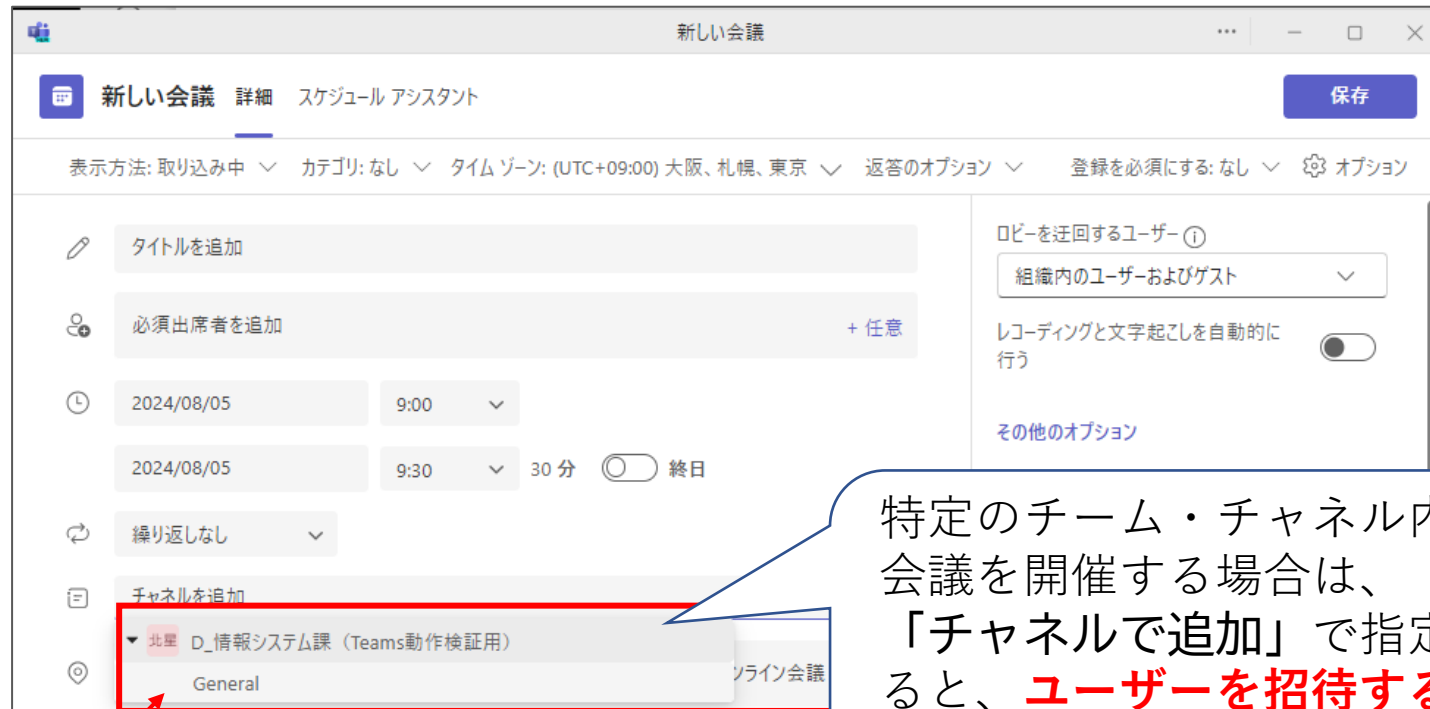 新しい会議
新しい会議 詳細 スケジュール アシスタント 保存
表示方法: 取り込み中 カテゴリ: なし タイム ゾーン: (UTC+09:00) 大阪、札幌、東京 返答のオプション 登録を必須にする: なし オプション
タイトルを追加
ロビーを迂回するユーザー
組織内のユーザーおよびゲスト
必須出席者を追加 + 任意
レコーディングと文字起こしを自動的に
行う
2024/08/05 9:00
その他のオプション
2024/08/05 9:30 30 分 終日
繰り返しなし
チャネルを追加
北星 D_情報システム課（Teams動作検証用）
General
ンライン会議
特定のチーム・チャネル内
会議を開催する場合は、
「チャネルで追加」で指定
ると、ユーザーを招待する